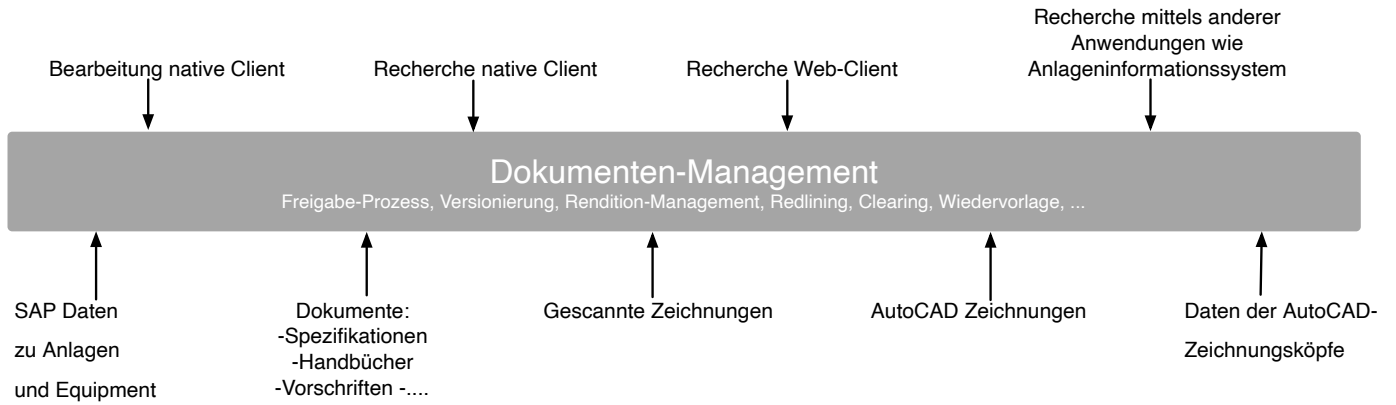 Recherche mittels anderer
Anwendungen wie
Anlageninformationssystem
Bearbeitung native Client
Recherche native Client
Recherche Web-Client
Dokumenten-Management
Freigabe-Prozess, Versionierung, Rendition-Management, Redlining, Clearing, Wiedervorlage, ...
SAP Daten
zu Anlagen
und Equipment
Dokumente:
-Spezifikationen
-Handbücher
-Vorschriften -....
Gescannte Zeichnungen
AutoCAD Zeichnungen
Daten der AutoCAD-
Zeichnungsköpfe